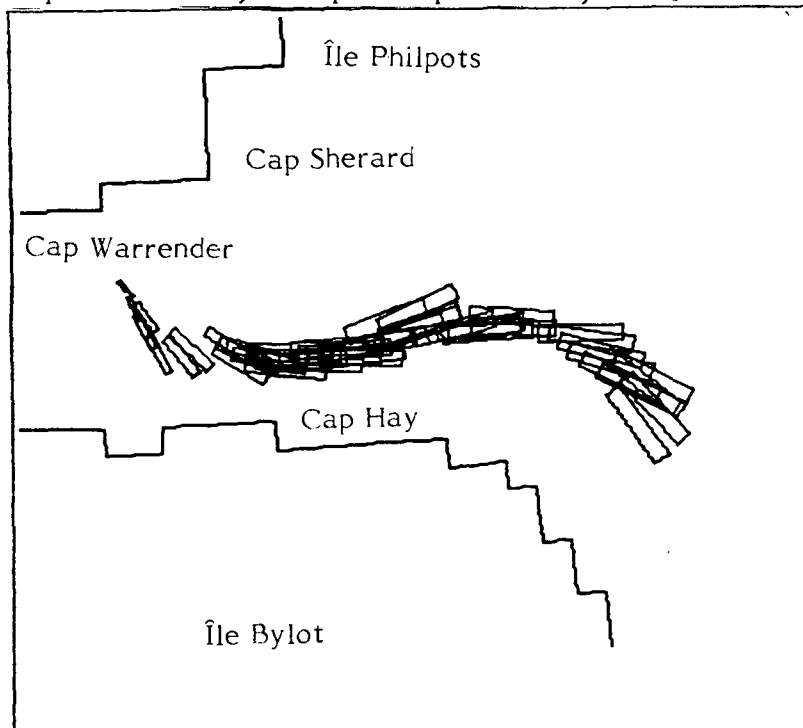 Île Philpots
Cap Sherard
Cap Warrender
Cap Hay
Île Bylot